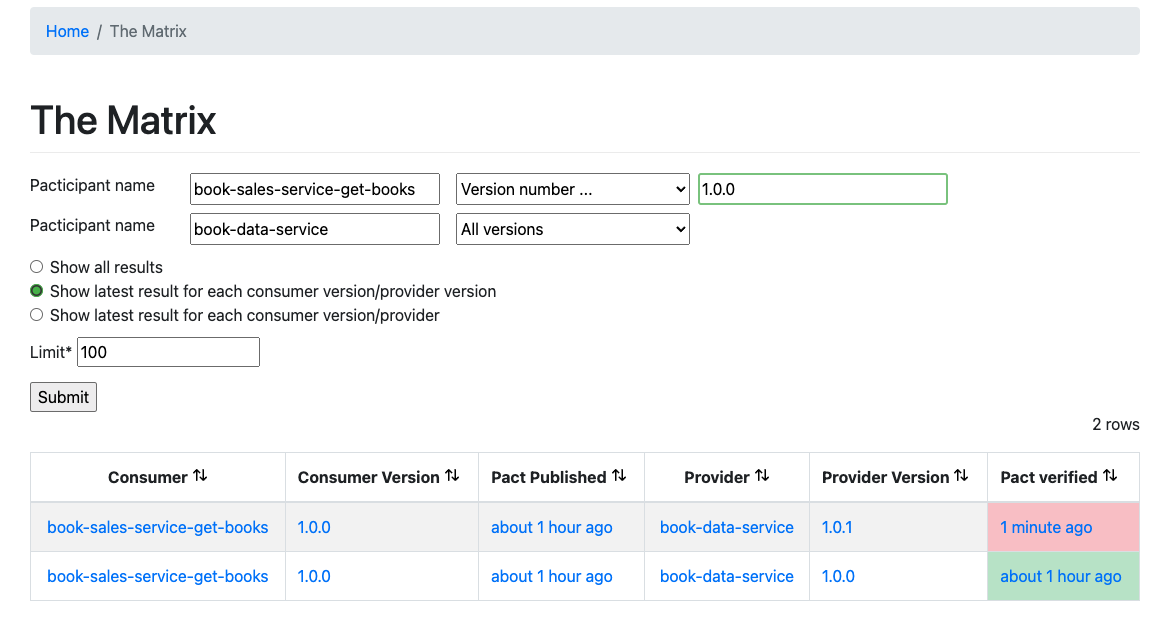 Home / The Matrix
The Matrix
Pacticipant name book-sales-service-get-books Version number ... 1.0.0
Pacticipant name book-data-service All versions
Show all results
Show latest result for each consumer version/provider version
Show latest result for each consumer version/provider
Limit* 100
Submit
2 rows
Consumer Consumer Version Pact Published Provider Provider Version Pact verified
book-sales-service-get-books 1.0.0 about 1 hour ago book-data-service 1.0.1 1 minute ago
book-sales-service-get-books 1.0.0 about 1 hour ago book-data-service 1.0.0 about 1 hour ago